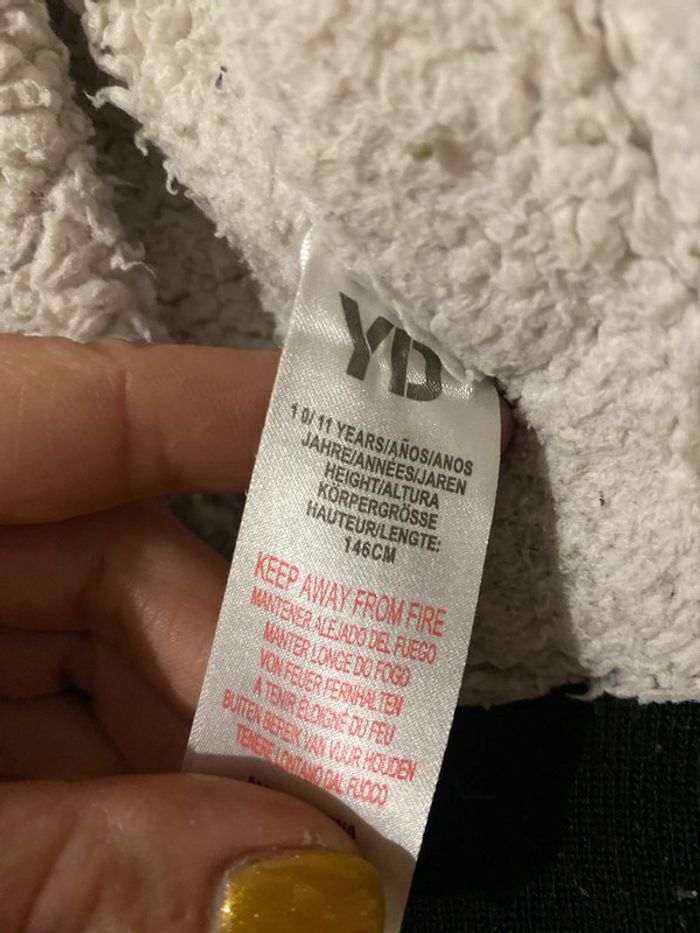 YD
10/11 YEARS/AÑOS/ANOS
JAHRE/ANNÉES/JAREN
HEIGHT/ALTURA
KÖRPERGRÖSSE
HAUTEUR/LENGTE:
146CM
KEEP AWAY FROM FIRE
MANTENER ALEJADO DEL FUEGO
MANTER LONGE DO FOGO
VON FEUER FERNHALTEN
A TENIR ÉLOIGNÉ DU FEU
BUITEN BEREIK VAN VUUR HOUDEN
TENERE LONTANO DAL FUOCO